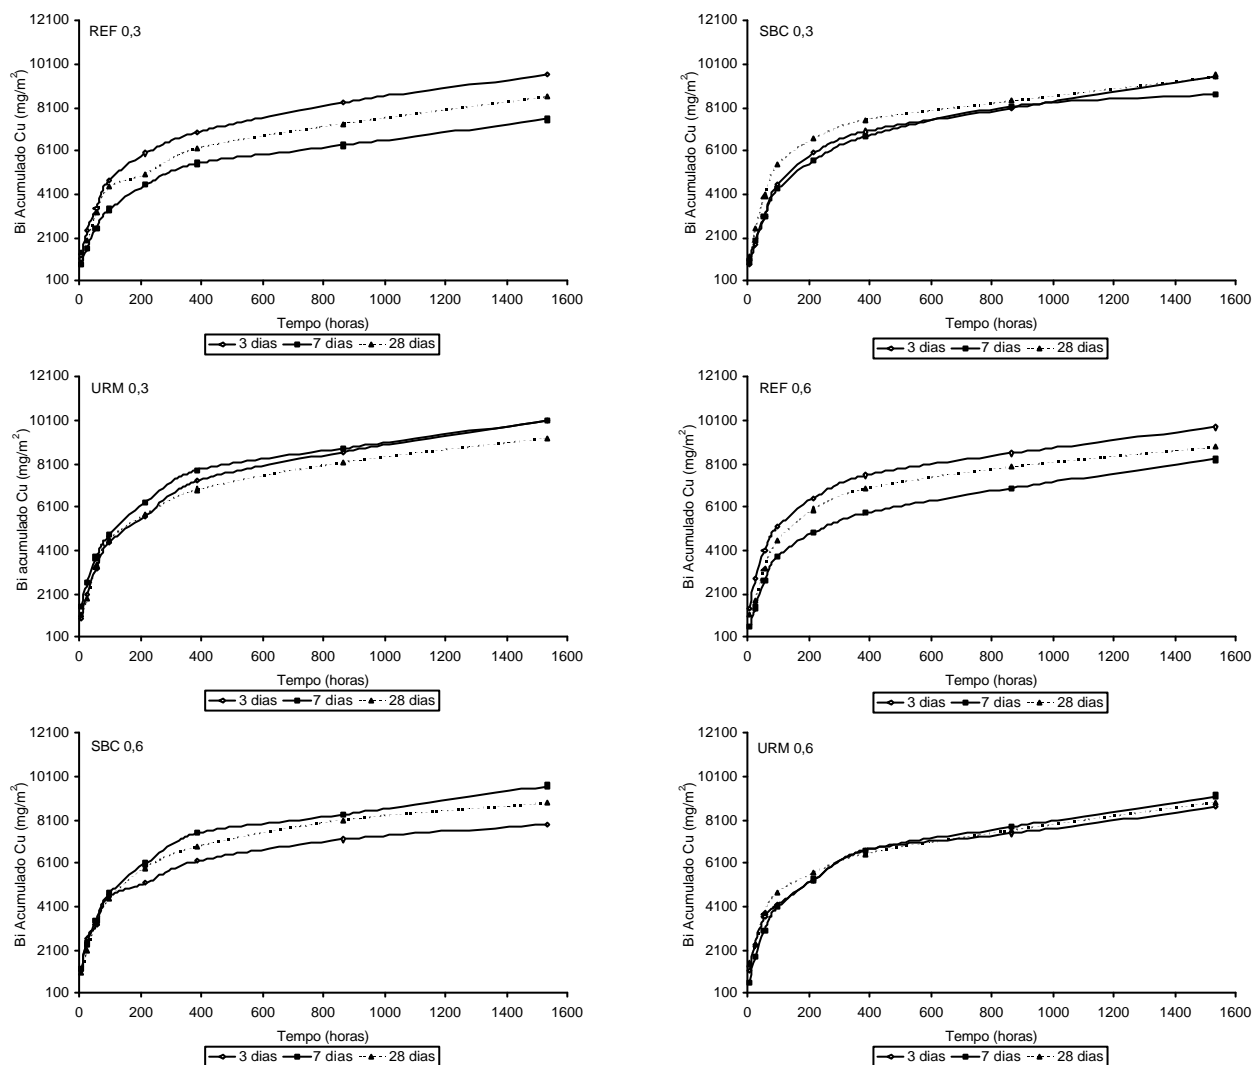 REF 0,3
Bi Acumulado Cu (mg/m²)
12100
10100
8100
6100
4100
2100
100
0 200 400 600 800 1000 1200 1400 1600
Tempo (horas)
3 dias 7 dias 28 dias
SBC 0,3
Bi Acumulado Cu (mg/m²)
12100
10100
8100
6100
4100
2100
100
0 200 400 600 800 1000 1200 1400 1600
Tempo (horas)
3 dias 7 dias 28 dias
URM 0,3
Bi acumulado Cu (mg/m²)
12100
10100
8100
6100
4100
2100
100
0 200 400 600 800 1000 1200 1400 1600
Tempo (horas)
3 dias 7 dias 28 dias
REF 0,6
Bi Acumulado Cu (mg/m²)
12100
10100
8100
6100
4100
2100
100
0 200 400 600 800 1000 1200 1400 1600
Tempo (horas)
3 dias 7 dias 28 dias
SBC 0,6
Bi Acumulado Cu (mg/m²)
12100
10100
8100
6100
4100
2100
100
0 200 400 600 800 1000 1200 1400 1600
Tempo (horas)
3 dias 7 dias 28 dias
URM 0,6
Bi Acumulado Cu (mg/m²)
12100
10100
8100
6100
4100
2100
100
0 200 400 600 800 1000 1200 1400 1600
Tempo (horas)
3 dias 7 dias 28 dias